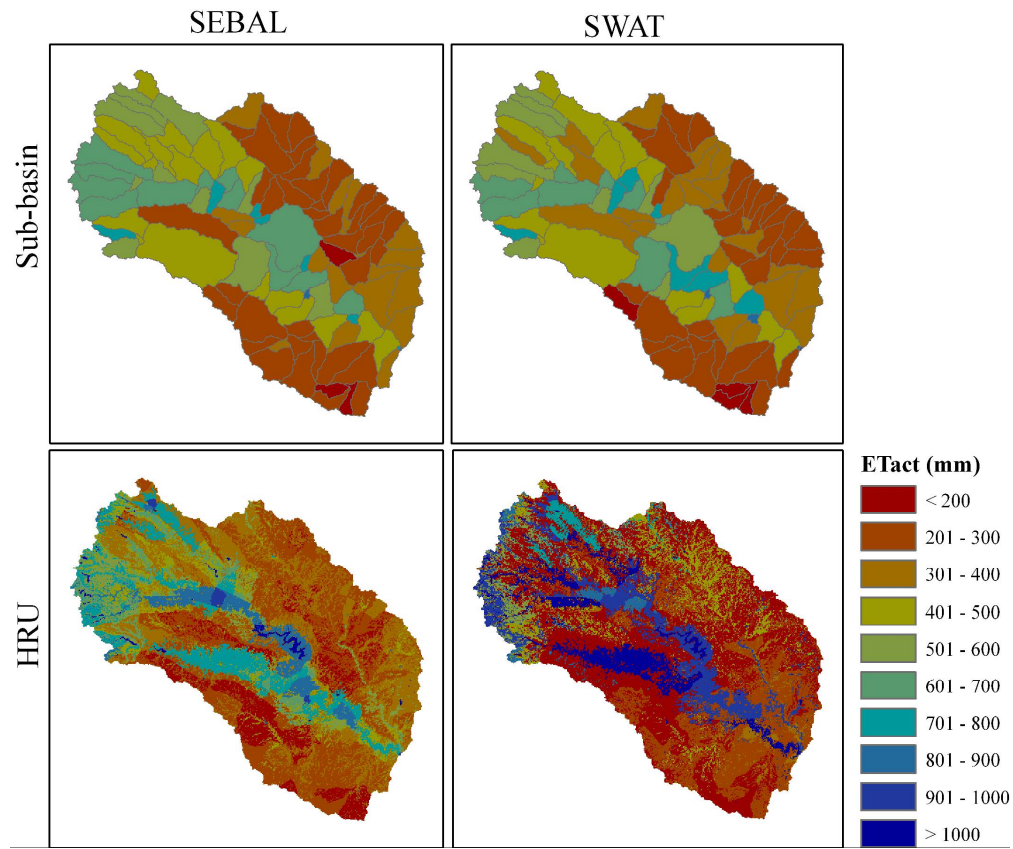 SEBAL
SWAT
Sub-basin
HRU
ETact (mm)
< 200
201 - 300
301 - 400
401 - 500
501 - 600
601 - 700
701 - 800
801 - 900
901 - 1000
> 1000